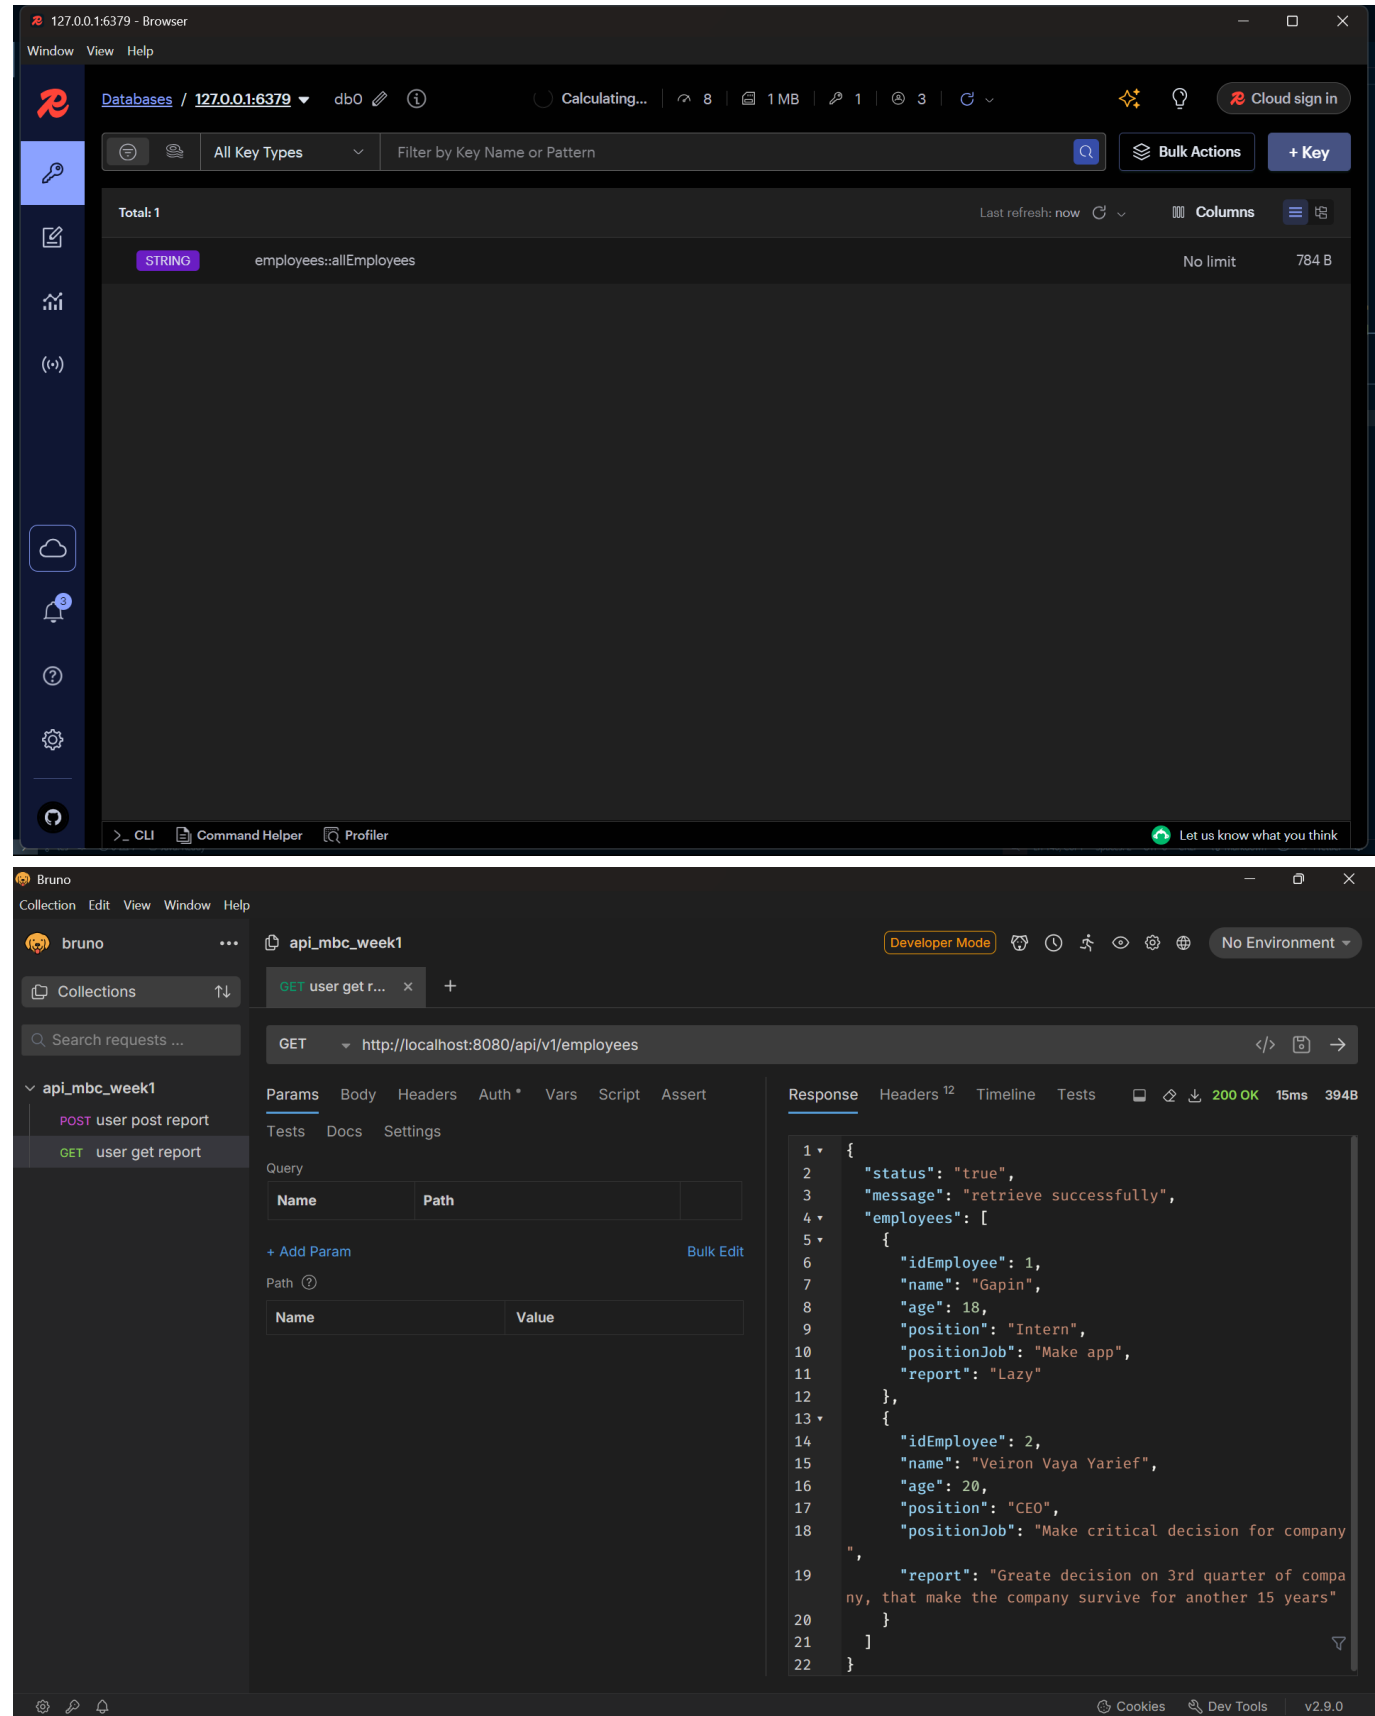 127.0.0.1:6379 - Browser
Window View Help
Databases / 127.0.0.1:6379 db0 Calculating... 8 1 MB 1 3 Cloud sign in
All Key Types Filter by Key Name or Pattern Bulk Actions + Key
Total: 1 Last refresh: now Columns
STRING employees::allEmployees No limit 784 B
3
>_ CLI Command Helper Profiler Let us know what you think
Bruno
Collection Edit View Window Help
bruno ••• api_mbc_week1 Developer Mode No Environment
Collections GET user get r... × +
Search requests ... GET http://localhost:8080/api/v1/employees
api_mbc_week1
POST user post report
GET user get report
Params Body Headers Auth * Vars Script Assert
Tests Docs Settings
Query
Name Path
+ Add Param Bulk Edit
Path
Name Value
Response Headers 12 Timeline Tests 200 OK 15ms 394B
1 {
2 "status": "true",
3 "message": "retrieve successfully",
4 "employees": [
5 {
6 "idEmployee": 1,
7 "name": "Gapin",
8 "age": 18,
9 "position": "Intern",
10 "positionJob": "Make app",
11 "report": "Lazy"
12 },
13 {
14 "idEmployee": 2,
15 "name": "Veiron Vaya Yarief",
16 "age": 20,
17 "position": "CEO",
18 "positionJob": "Make critical decision for company
",
19 "report": "Greate decision on 3rd quarter of compa
ny, that make the company survive for another 15 years"
20 }
21 ]
22 }
Cookies Dev Tools v2.9.0